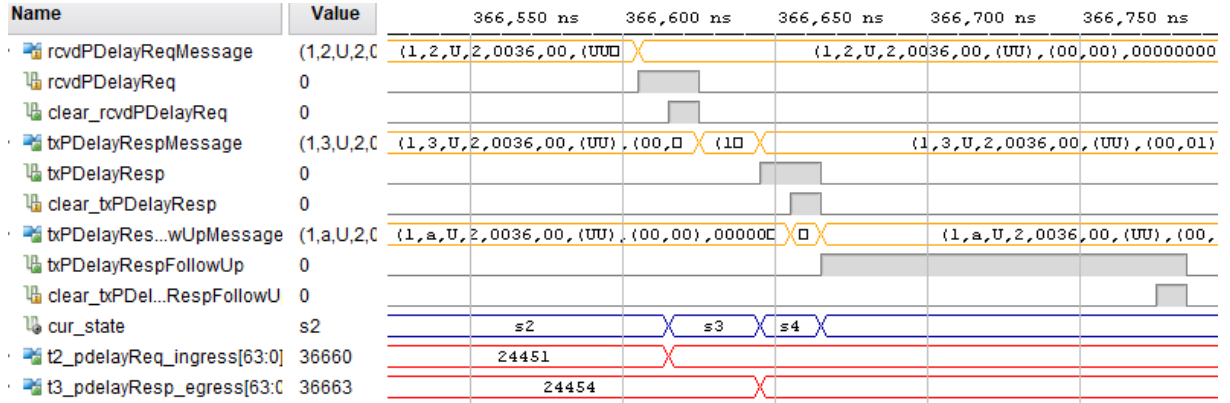 Name Value 366,550 ns 366,600 ns 366,650 ns 366,700 ns 366,750 ns
rcvdPDelayReqMessage (1,2,U,2,0 (1,2,U,2,0036,00,(UU□ (1,2,U,2,0036,00,(UU),(00,00),00000000
rcvdPDelayReq 0
clear_rcvdPDelayReq 0
txPDelayRespMessage (1,3,U,2,0 (1,3,U,2,0036,00,(UU),(00,□ (1□ (1,3,U,2,0036,00,(UU),(00,01)
txPDelayResp 0
clear_txPDelayResp 0
txPDelayRes...wUpMessage (1,a,U,2,0 (1,a,U,2,0036,00,(UU),(00,00),00000□ □ (1,a,U,2,0036,00,(UU),(00,
txPDelayRespFollowUp 0
clear_txPDel...RespFollowU 0
cur_state s2 s2 s3 s4
t2_pdelayReq_ingress[63:0] 36660 24451
t3_pdelayResp_egress[63:0 36663 24454